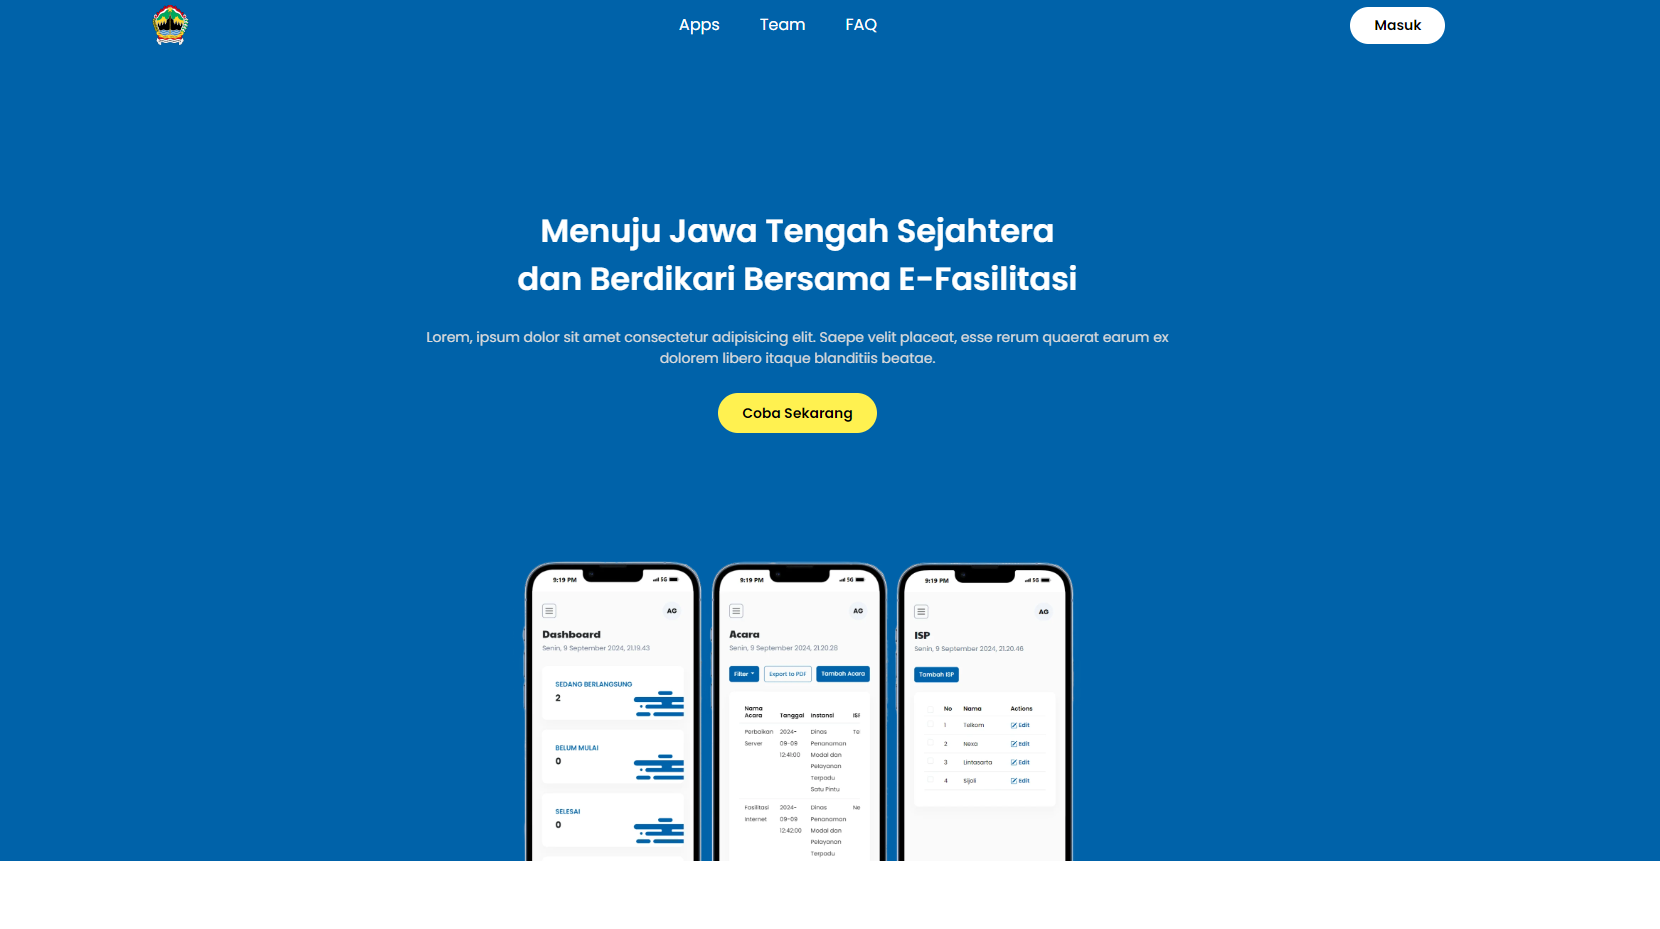 Apps Team FAQ Masuk
Menuju Jawa Tengah Sejahtera
dan Berdikari Bersama E-Fasilitasi
Lorem, ipsum dolor sit amet consectetur adipisicing elit. Saepe velit placeat, esse rerum quaerat earum ex
dolorem libero itaque blanditiis beatae.
Coba Sekarang
9:19 PM 5G
AG
Dashboard
Senin, 9 September 2024, 21.19.43
SEDANG BERLANGSUNG
2
BELUM MULAI
0
SELESAI
0
9:19 PM 5G
AG
Acara
Senin, 9 September 2024, 21.20.28
Filter Export to PDF Tambah Acara
Nama
Acara Tanggal Instansi ISP
Perbaikan 2024- Dinas Te
Server 09-09 Penanaman
12:41:00 Modal dan
Pelayanan
Terpadu
Satu Pintu
Fasilitasi 2024- Dinas Ne
Internet 09-09 Penanaman
12:42:00 Modal dan
Pelayanan
Terpadu
9:19 PM 5G
AG
ISP
Senin, 9 September 2024, 21.20.46
Tambah ISP
No Nama Actions
1 Telkom Edit
2 Nexa Edit
3 Lintasarta Edit
4 Sijoli Edit